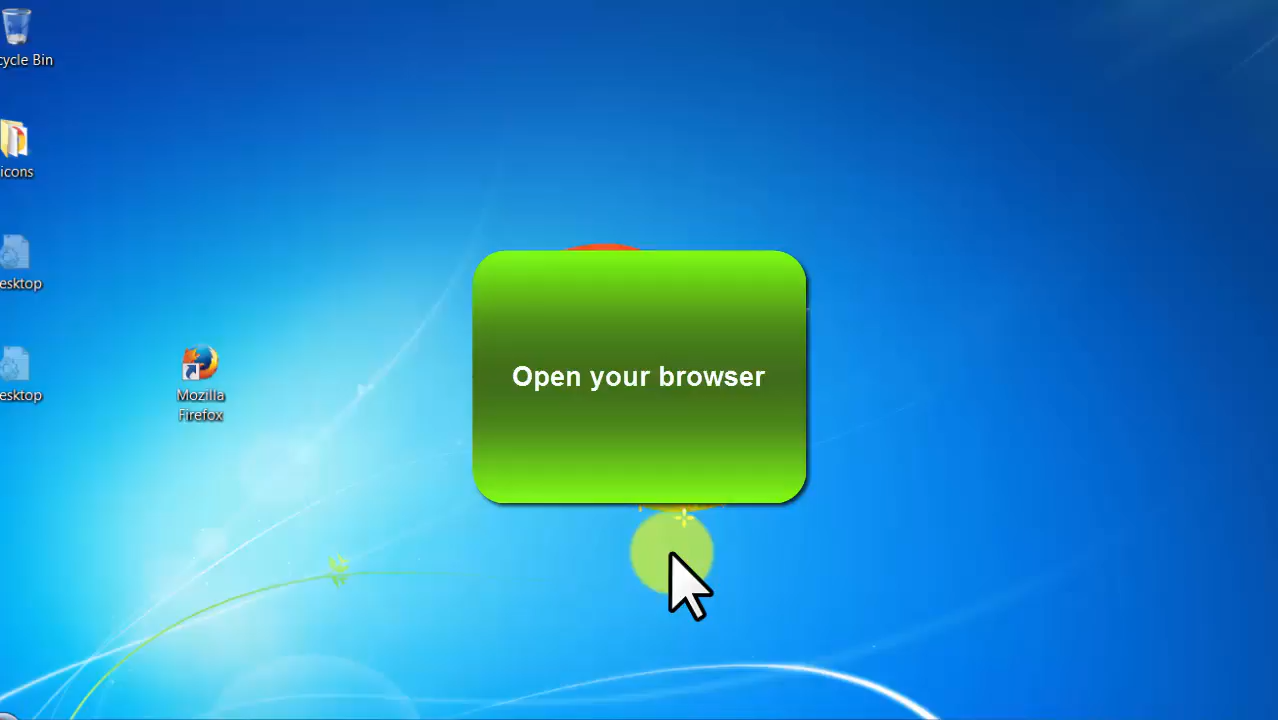 cycle Bin
icons
esktop
esktop
Mozilla
Firefox
Open your browser